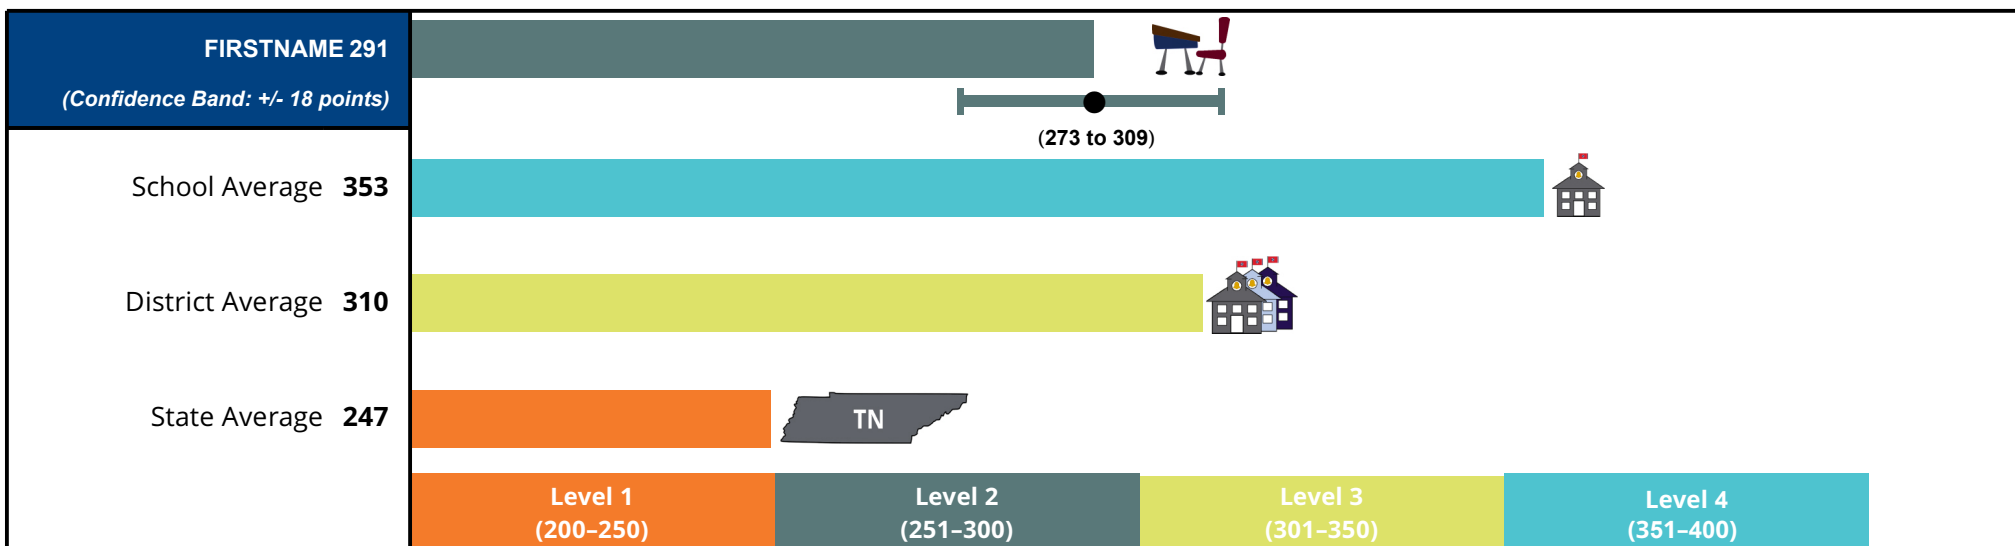 FIRSTNAME 291
(Confidence Band: +/- 18 points)
(273 to 309)
School Average 353
District Average 310
State Average 247
TN
Level 1
(200–250)
Level 2
(251–300)
Level 3
(301–350)
Level 4
(351–400)